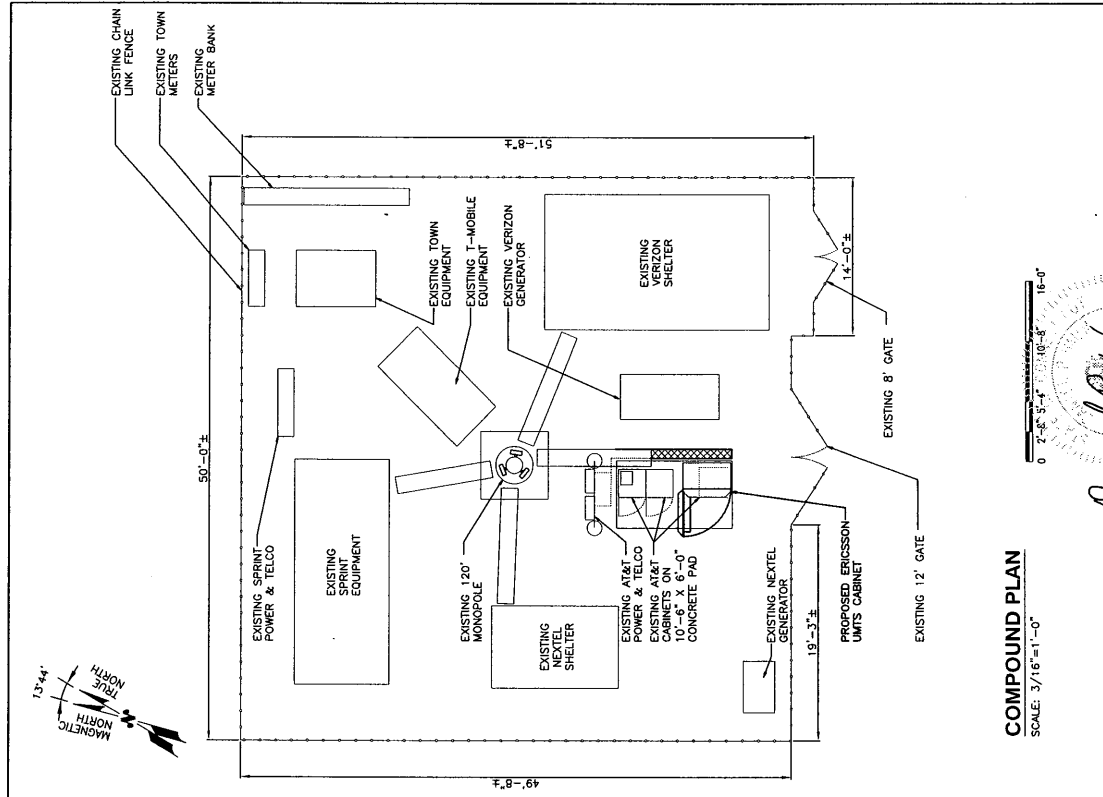 EXISTING CHAIN
LINK FENCE
EXISTING TOWN
METERS
EXISTING
METER BANK
51'-8"±
50'-0"±
EXISTING TOWN
EQUIPMENT
EXISTING T-MOBILE
EQUIPMENT
EXISTING VERIZON
GENERATOR
EXISTING
VERIZON
SHELTER
14'-0"±
EXISTING SPRINT
POWER & TELCO
EXISTING
SPRINT
EQUIPMENT
EXISTING 120'
MONOPOLE
EXISTING
NEXTEL
SHELTER
EXISTING AT&T
POWER & TELCO
EXISTING AT&T
CABINETS ON
10'-6" X 6'-0"
CONCRETE PAD
EXISTING NEXTEL
GENERATOR
PROPOSED ERICSSON
UMTS CABINET
EXISTING 8' GATE
EXISTING 12' GATE
19'-3"±
49'-8"±
13°44'
TRUE
NORTH
MAGNETIC
NORTH
N
COMPOUND PLAN
SCALE: 3/16"=1'-0"
0 2'-8" 5'-4" 10'-8" 16-0"